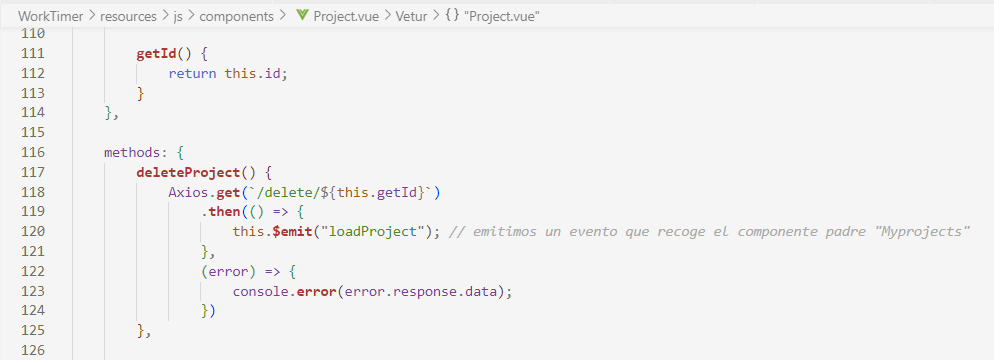 WorkTimer > resources > js > components > Project.vue > Vetur > {} "Project.vue"
110
111 getId() {
112 return this.id;
113 }
114 },
115
116 methods: {
117 deleteProject() {
118 Axios.get(`/delete/${this.getId}`)
119 .then(() => {
120 this.$emit("loadProject"); // emitimos un evento que recoge el componente padre "Myprojects"
121 },
122 (error) => {
123 console.error(error.response.data);
124 })
125 },
126